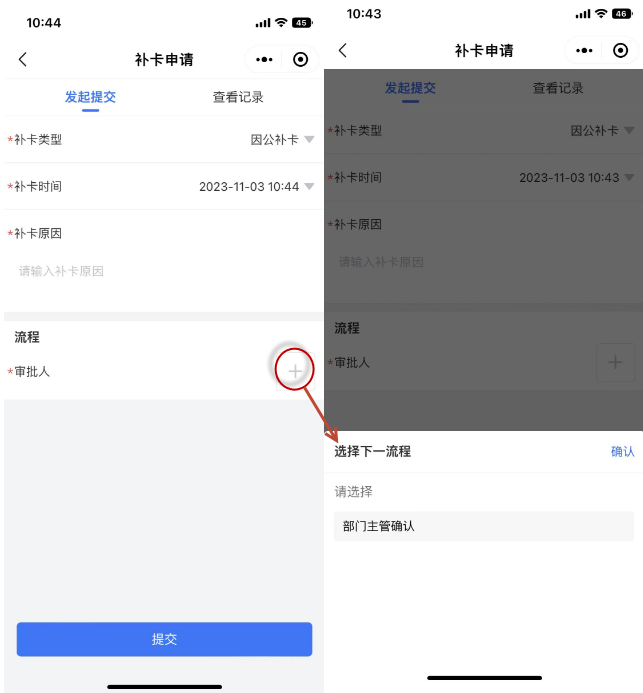 10:44
45
补卡申请
发起提交
查看记录
*补卡类型
因公补卡
*补卡时间
2023-11-03 10:44
*补卡原因
请输入补卡原因
流程
*审批人
提交
10:43
46
补卡申请
发起提交
查看记录
*补卡类型
因公补卡
*补卡时间
2023-11-03 10:43
*补卡原因
请输入补卡原因
流程
*审批人
选择下一流程
确认
请选择
部门主管确认